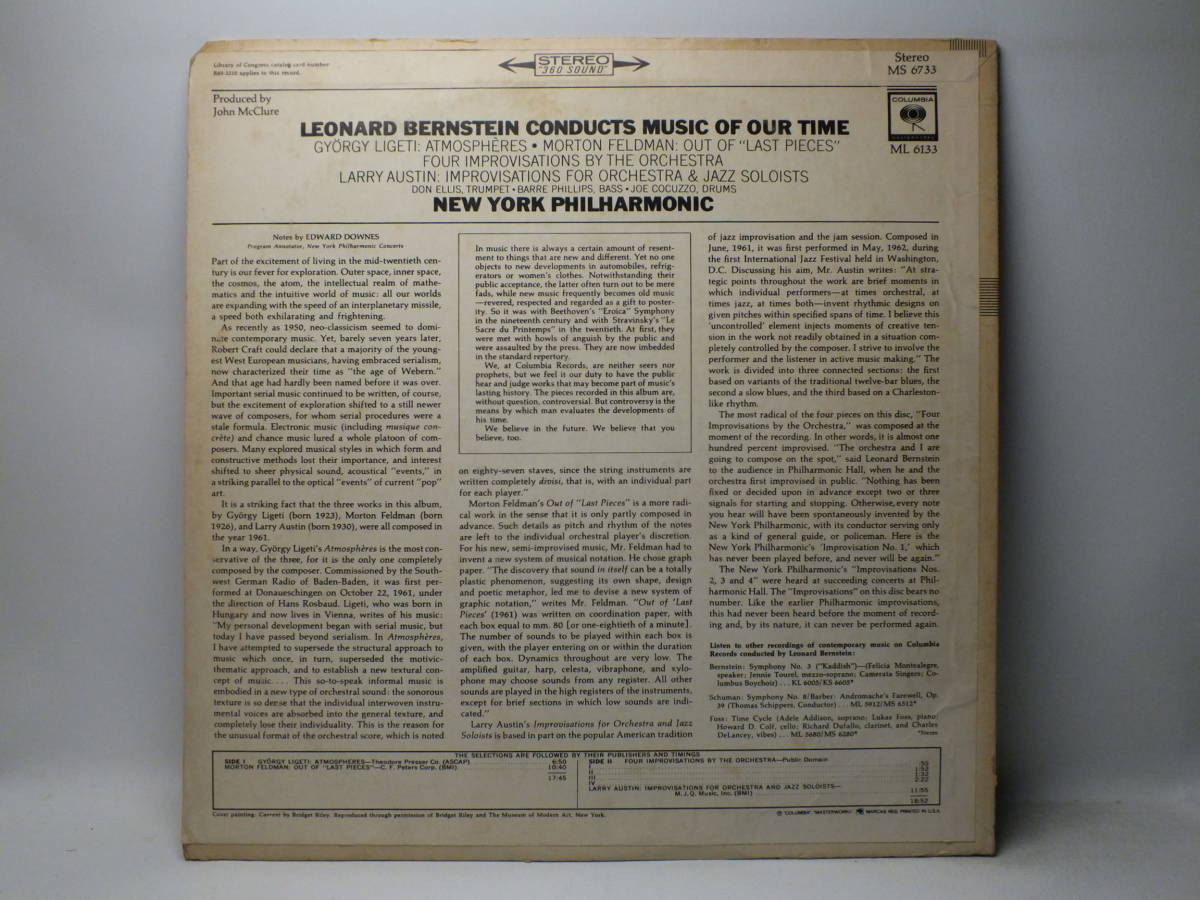 Library of Congress catalog card number
applies to this record.
STEREO
"360 SOUND"
Stereo
MS 6733
Produced by
John McClure
COLUMBIA
MASTERWORKS
ML 6133
LEONARD BERNSTEIN CONDUCTS MUSIC OF OUR TIME
GYÖRGY LIGETI: ATMOSPHÈRES • MORTON FELDMAN: OUT OF "LAST PIECES"
FOUR IMPROVISATIONS BY THE ORCHESTRA
LARRY AUSTIN: IMPROVISATIONS FOR ORCHESTRA & JAZZ SOLOISTS
DON ELLIS, TRUMPET • BARRE PHILLIPS, BASS • JOE COCUZZO, DRUMS
NEW YORK PHILHARMONIC
Notes by EDWARD DOWNES
Program Annotator, New York Philharmonic Concerts
Part of the excitement of living in the mid-twentieth cen-
tury is our fever for exploration. Outer space, inner space,
the cosmos, the atom, the intellectual realm of mathe-
matics and the intuitive world of music: all our worlds
are expanding with the speed of an interplanetary missile,
a speed both exhilarating and frightening.
As recently as 1950, neo-classicism seemed to domi-
nate contemporary music. Yet, barely seven years later,
Robert Craft could declare that a majority of the young-
est West European musicians, having embraced serialism,
now characterized their time as "the age of Webern."
And that age had hardly been named before it was over.
Important serial music continued to be written, of course,
but the excitement of exploration shifted to a still newer
wave of composers, for whom serial procedures were a
stale formula. Electronic music (including musique con-
crète) and chance music lured a whole platoon of com-
posers. Many explored musical styles in which form and
constructive methods lost their importance, and interest
shifted to sheer physical sound, acoustical "events," in
a striking parallel to the optical "events" of current "pop"
art.
It is a striking fact that the three works in this album,
by György Ligeti (born 1923), Morton Feldman (born
1926), and Larry Austin (born 1930), were all composed in
the year 1961.
In a way, György Ligeti's Atmosphères is the most con-
servative of the three, for it is the only one completely
composed by the composer. Commissioned by the South-
west German Radio of Baden-Baden, it was first per-
formed at Donaueschingen on October 22, 1961, under
the direction of Hans Rosbaud. Ligeti, who was born in
Hungary and now lives in Vienna, writes of his music:
"My personal development began with serial music, but
today I have passed beyond serialism. In Atmosphères,
I have attempted to supersede the structural approach to
music which once, in turn, superseded the motivic-
thematic approach, and to establish a new textural con-
cept of music. . . . This so-to-speak informal music is
embodied in a new type of orchestral sound: the sonorous
texture is so dense that the individual interwoven instru-
mental voices are absorbed into the general texture, and
completely lose their individuality. This is the reason for
the unusual format of the orchestral score, which is noted
In music there is always a certain amount of resent-
ment to things that are new and different. Yet no one
objects to new developments in automobiles, refrig-
erators or women's clothes. Notwithstanding their
public acceptance, the latter often turn out to be mere
fads, while new music frequently becomes old music
—revered, respected and regarded as a gift to poster-
ity. So it was with Beethoven's "Eroica" Symphony
in the nineteenth century and with Stravinsky's "Le
Sacre du Printemps" in the twentieth. At first, they
were met with howls of anguish by the public and
were assaulted by the press. They are now imbedded
in the standard repertory.
We, at Columbia Records, are neither seers nor
prophets, but we feel it our duty to have the public
hear and judge works that may become part of music's
lasting history. The pieces recorded in this album are,
without question, controversial. But controversy is the
means by which man evaluates the developments of
his time.
We believe in the future. We believe that you
believe, too.
on eighty-seven staves, since the string instruments are
written completely divisi, that is, with an individual part
for each player."
Morton Feldman's Out of "Last Pieces" is a more radi-
cal work in the sense that it is only partly composed in
advance. Such details as pitch and rhythm of the notes
are left to the individual orchestral player's discretion.
For his new, semi-improvised music, Mr. Feldman had to
invent a new system of musical notation. He chose graph
paper. "The discovery that sound in itself can be a totally
plastic phenomenon, suggesting its own shape, design
and poetic metaphor, led me to devise a new system of
graphic notation," writes Mr. Feldman. "Out of 'Last
Pieces' (1961) was written on coordination paper, with
each box equal to mm. 80 [or one-eightieth of a minute].
The number of sounds to be played within each box is
given, with the player entering on or within the duration
of each box. Dynamics throughout are very low. The
amplified guitar, harp, celesta, vibraphone, and xylo-
phone may choose sounds from any register. All other
sounds are played in the high registers of the instruments,
except for brief sections in which low sounds are indi-
cated."
Larry Austin's Improvisations for Orchestra and Jazz
Soloists is based in part on the popular American tradition
of jazz improvisation and the jam session. Composed in
June, 1961, it was first performed in May, 1962, during
the first International Jazz Festival held in Washington,
D.C. Discussing his aim, Mr. Austin writes: "At stra-
tegic points throughout the work are brief moments in
which individual performers—at times orchestral, at
times jazz, at times both—invent rhythmic designs on
given pitches within specified spans of time. I believe this
'uncontrolled' element injects moments of creative ten-
sion in the work not readily obtained in a situation com-
pletely controlled by the composer. I strive to involve the
performer and the listener in active music making." The
work is divided into three connected sections: the first
based on variants of the traditional twelve-bar blues, the
second a slow blues, and the third based on a Charleston-
like rhythm.
The most radical of the four pieces on this disc, "Four
Improvisations by the Orchestra," was composed at the
moment of the recording. In other words, it is almost one
hundred percent improvised. "The orchestra and I are
going to compose on the spot," said Leonard Bernstein
to the audience in Philharmonic Hall, when he and the
orchestra first improvised in public. "Nothing has been
fixed or decided upon in advance except two or three
signals for starting and stopping. Otherwise, every note
you hear will have been spontaneously invented by the
New York Philharmonic, with its conductor serving only
as a kind of general guide, or policeman. Here is the
New York Philharmonic's 'Improvisation No. 1,' which
has never been played before, and never will be again."
The New York Philharmonic's "Improvisations Nos.
2, 3 and 4" were heard at succeeding concerts at Phil-
harmonic Hall. The "Improvisations" on this disc bears no
number. Like the earlier Philharmonic improvisations,
this had never been heard before the moment of record-
ing and, by its nature, it can never be performed again.
Listen to other recordings of contemporary music on Columbia
Records conducted by Leonard Bernstein:
Bernstein: Symphony No. 3 ("Kaddish")—(Felicia Montealegre,
speaker; Jennie Tourel, mezzo-soprano; Camerata Singers; Co-
lumbus Boychoir) . . . KL 6005/KS 6605*
Schuman: Symphony No. 8/Barber: Andromache's Farewell, Op.
39 (Thomas Schippers, Conductor) . . . ML 5912/MS 6512*
Foss: Time Cycle (Adele Addison, soprano; Lukas Foss, piano;
Howard D. Colf, cello; Richard Dufallo, clarinet, and Charles
DeLancey, vibes) . . . ML 5680/MS 6280* *Stereo
THE SELECTIONS ARE FOLLOWED BY THEIR PUBLISHERS AND TIMINGS
SIDE I GYÖRGY LIGETI: ATMOSPHÈRES—Theodore Presser Co. (ASCAP) 6:50
MORTON FELDMAN: OUT OF "LAST PIECES"—C. F. Peters Corp. (BMI) 10:40
17:45
SIDE II FOUR IMPROVISATIONS BY THE ORCHESTRA—Public Domain
I :55
II 1:52
III 1:32
IV 2:22
LARRY AUSTIN: IMPROVISATIONS FOR ORCHESTRA AND JAZZ SOLOISTS—
M.J.Q. Music, Inc. (BMI) 11:55
18:52
Cover painting: Current by Bridget Riley. Reproduced through permission of Bridget Riley and The Museum of Modern Art, New York.
℗ "COLUMBIA" "MASTERWORKS" MARCAS REG. PRINTED IN U.S.A.